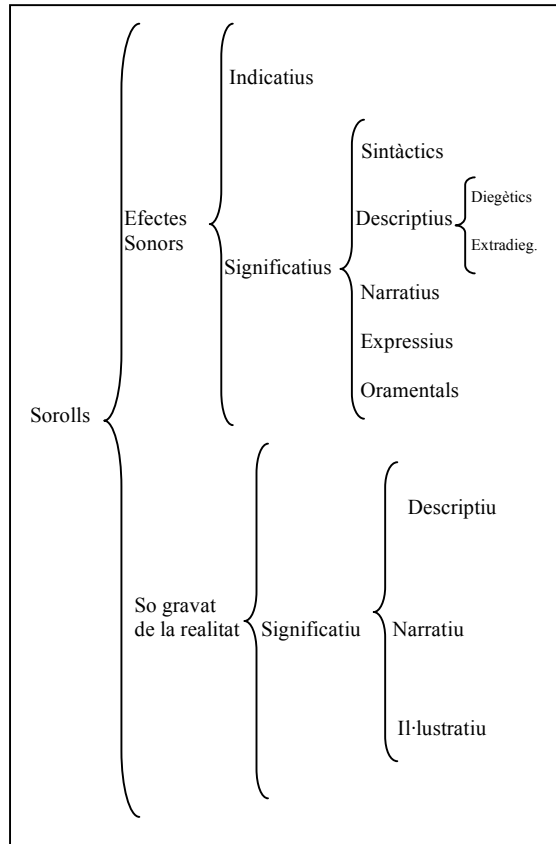 Indicatius
Sintàctics
Diegètics
Efectes
Sonors
Descriptius
Extradieg.
Significatius
Narratius
Expressius
Oramentals
Sorolls
Descriptiu
So gravat
de la realitat
Significatiu
Narratiu
Il·lustratiu